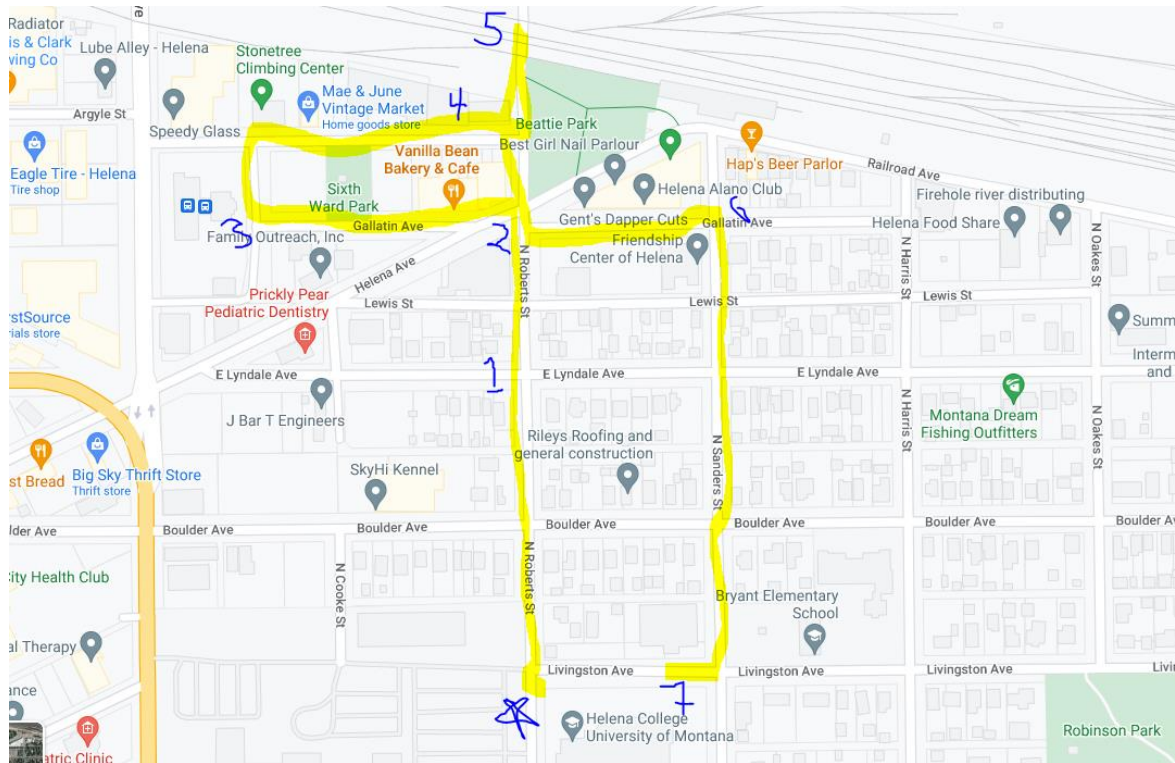 Radiator
is & Clark
wing Co
Ave
Lube Alley - Helena
Stonetree
Climbing Center
5
Mae & June
Vintage Market
Home goods store
4
Argyle St
Speedy Glass
Beattie Park
Best Girl Nail Parlour
Hap's Beer Parlor
Railroad Ave
Eagle Tire - Helena
Tire shop
Vanilla Bean
Bakery & Cafe
Sixth
Ward Park
Helena Alano Club
Firehole river distributing
Gent's Dapper Cuts
6
Gallatin Ave
Gallatin Ave
Helena Food Share
3
Family Outreach, Inc
2
Friendship
Center of Helena
N Roberts St
N Harris St
N Oakes St
Helena Ave
Prickly Pear
Pediatric Dentistry
Lewis St
Lewis St
Lewis St
rstSource
rials store
Summ
Interm
and
1
E Lyndale Ave
E Lyndale Ave
E Lyndale Ave
J Bar T Engineers
N Harris St
Montana Dream
Fishing Outfitters
N Oakes St
Rileys Roofing and
general construction
N Sanders St
st Bread
Big Sky Thrift Store
Thrift store
SkyHi Kennel
lder Ave
Boulder Ave
Boulder Ave
Boulder Ave
Boulder Ave
Boulder Av
N Roberts St
N Cooke St
City Health Club
Bryant Elementary
School
al Therapy
Livingston Ave
Livingston Ave
Livingston Ave
7
ance
Helena College
University of Montana
Robinson Park
atric Clinic